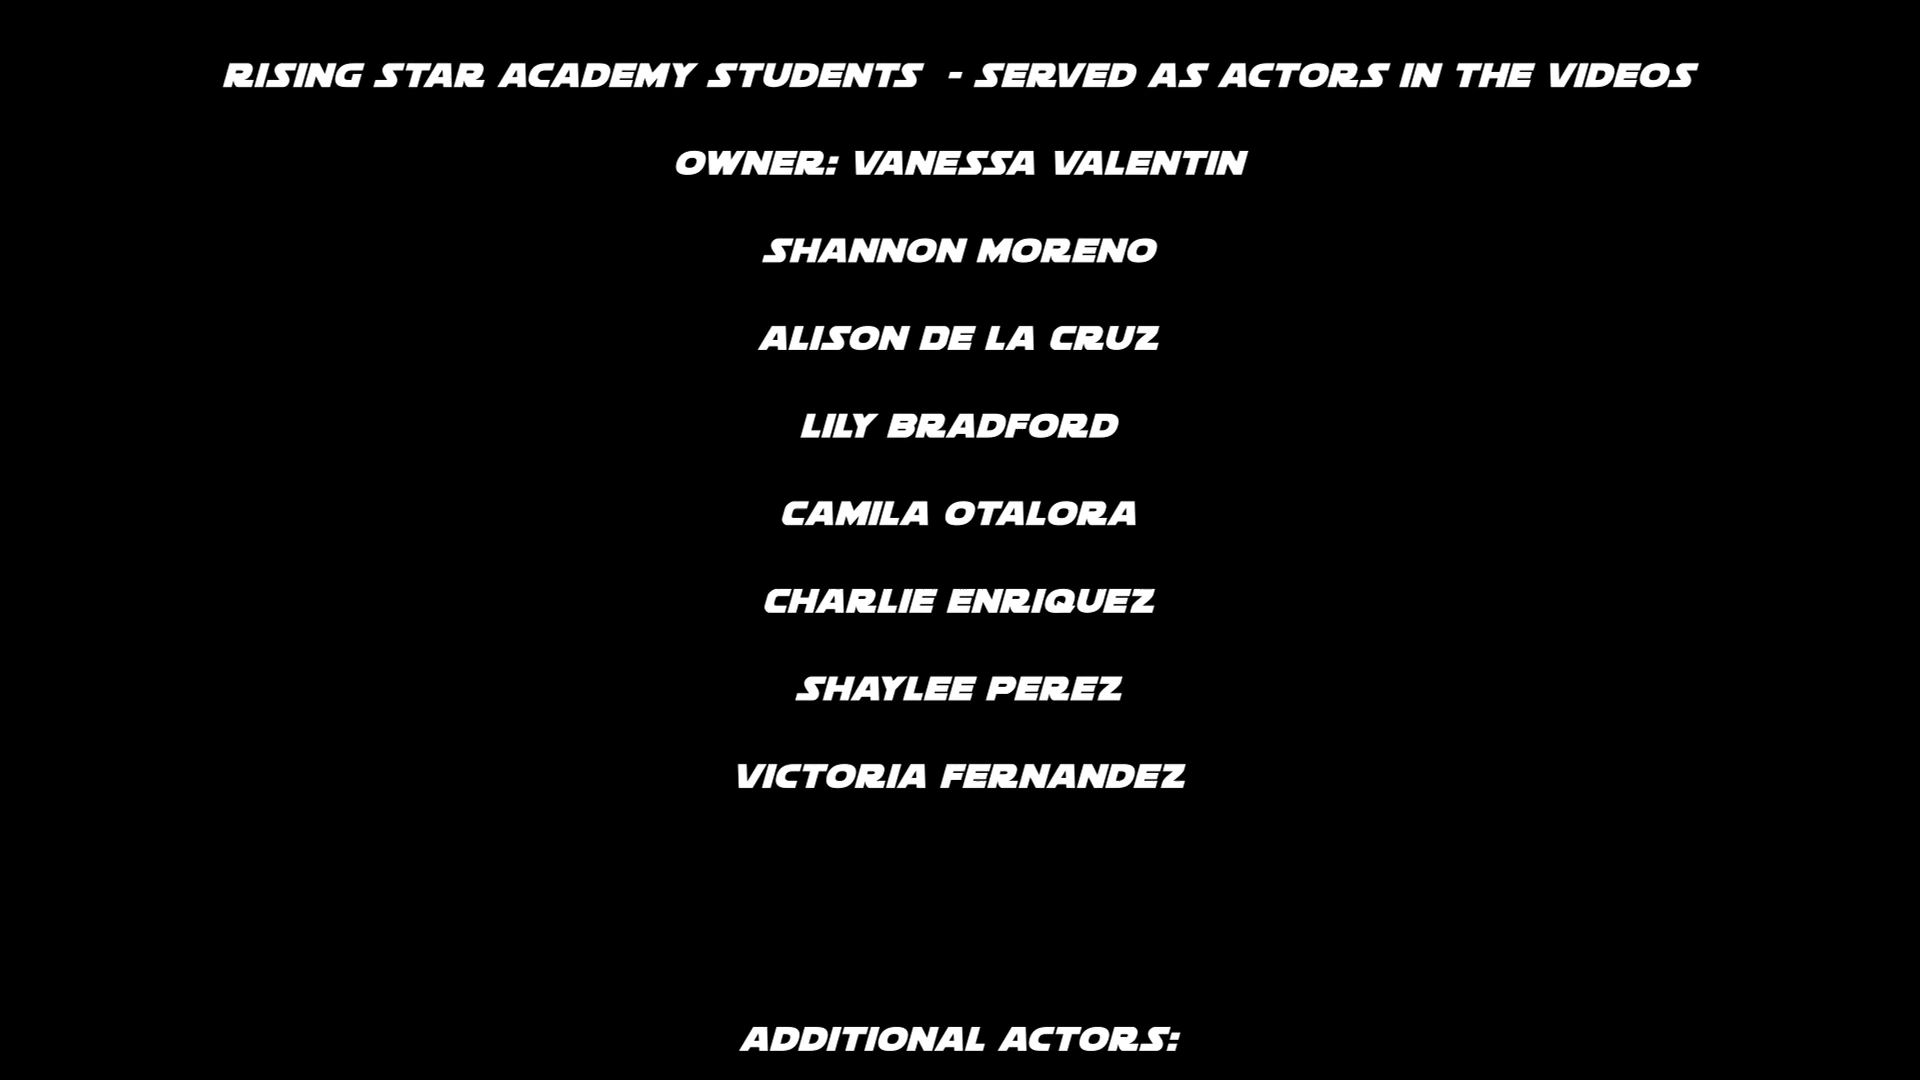 RISING STAR ACADEMY STUDENTS - SERVED AS ACTORS IN THE VIDEOS
OWNER: VANESSA VALENTIN
SHANNON MORENO
ALISON DE LA CRUZ
LILY BRADFORD
CAMILA OTALORA
CHARLIE ENRIQUEZ
SHAYLEE PEREZ
VICTORIA FERNANDEZ
ADDITIONAL ACTORS: